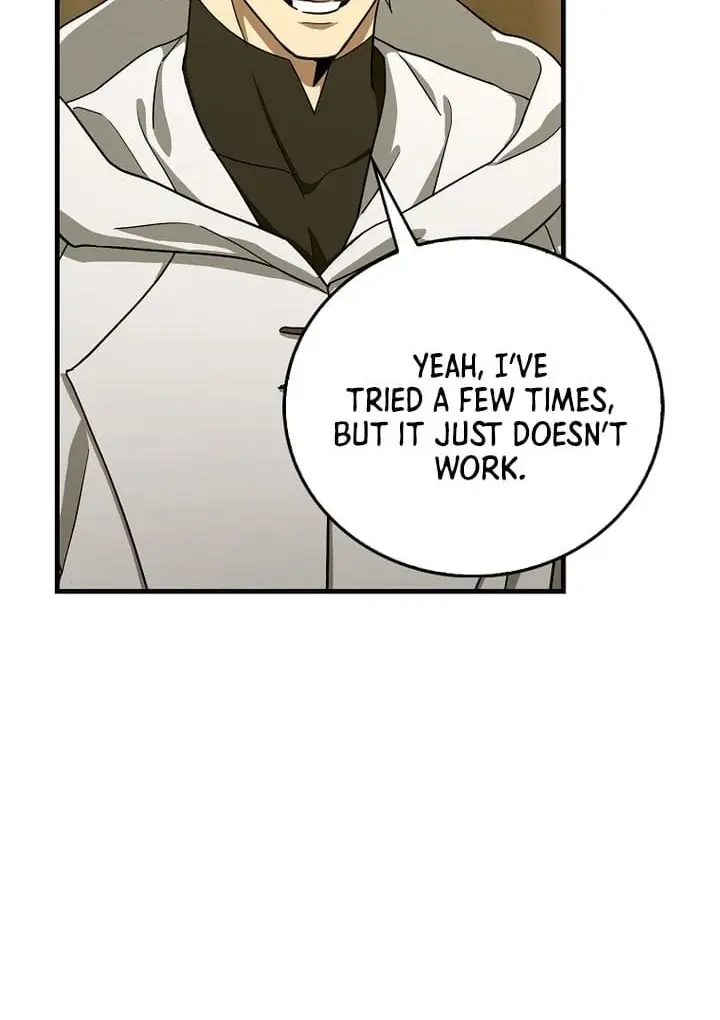 YEAH, I'VE
TRIED A FEW TIMES,
BUT IT JUST DOESN'T
WORK.